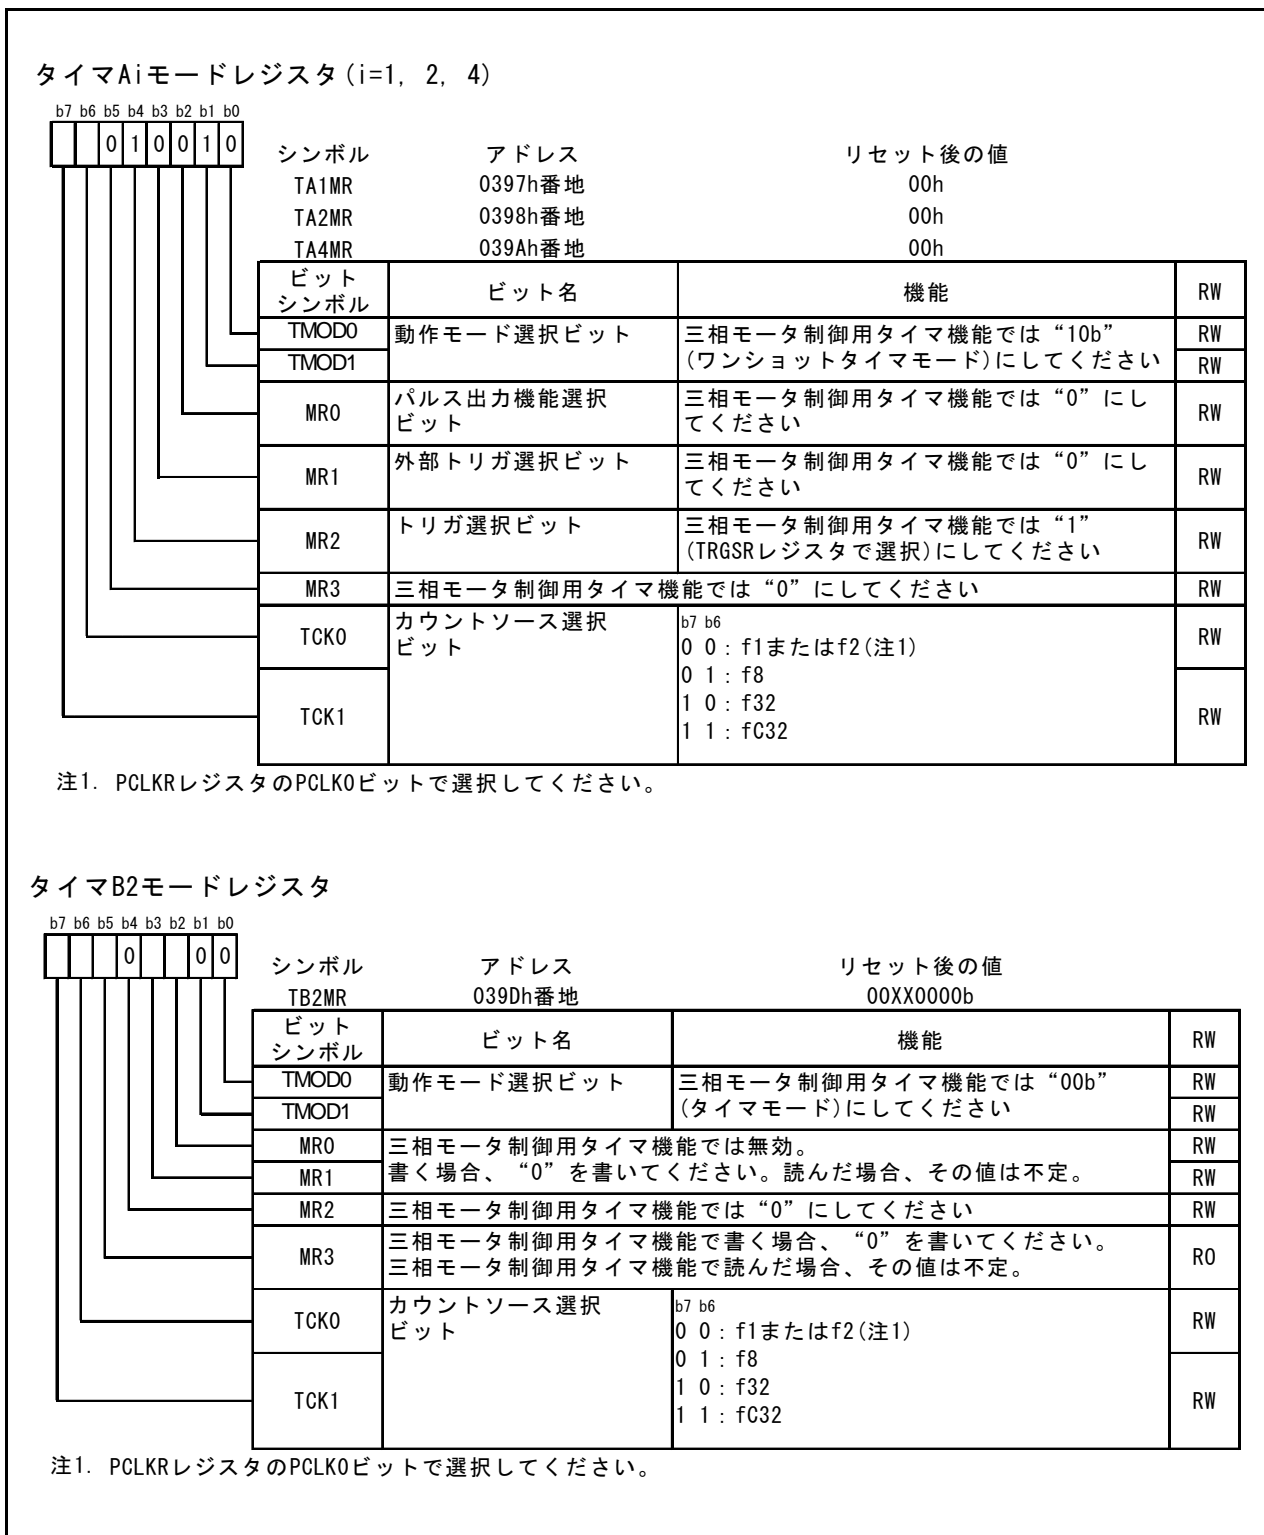 タイマAiモードレジスタ(i=1, 2, 4)
b7 b6 b5 b4 b3 b2 b1 b0
0 1 0 0 1 0
シンボル アドレス リセット後の値
TA1MR 0397h番地 00h
TA2MR 0398h番地 00h
TA4MR 039Ah番地 00h
ビット
シンボル
ビット名 機能 RW
TMOD0 動作モード選択ビット 三相モータ制御用タイマ機能では“10b” RW
TMOD1 (ワンショットタイマモード)にしてください RW
MR0 パルス出力機能選択
ビット
三相モータ制御用タイマ機能では“0”にし
てください
RW
MR1 外部トリガ選択ビット 三相モータ制御用タイマ機能では“0”にし
てください
RW
MR2 トリガ選択ビット 三相モータ制御用タイマ機能では“1”
(TRGSRレジスタで選択)にしてください
RW
MR3 三相モータ制御用タイマ機能では“0”にしてください RW
TCK0 カウントソース選択
ビット
b7 b6
0 0：f1またはf2(注1)
RW
0 1：f8
TCK1 1 0：f32
1 1：fC32
RW
注1. PCLKRレジスタのPCLK0ビットで選択してください。
タイマB2モードレジスタ
b7 b6 b5 b4 b3 b2 b1 b0
0 0 0
シンボル アドレス リセット後の値
TB2MR 039Dh番地 00XX0000b
ビット
シンボル
ビット名 機能 RW
TMOD0 動作モード選択ビット 三相モータ制御用タイマ機能では“00b” RW
TMOD1 (タイマモード)にしてください RW
MR0 三相モータ制御用タイマ機能では無効。 RW
MR1 書く場合、“0”を書いてください。読んだ場合、その値は不定。 RW
MR2 三相モータ制御用タイマ機能では“0”にしてください RW
MR3 三相モータ制御用タイマ機能で書く場合、“0”を書いてください。
三相モータ制御用タイマ機能で読んだ場合、その値は不定。
RO
TCK0 カウントソース選択
ビット
b7 b6
0 0：f1またはf2(注1)
RW
0 1：f8
TCK1 1 0：f32
1 1：fC32
RW
注1. PCLKRレジスタのPCLK0ビットで選択してください。